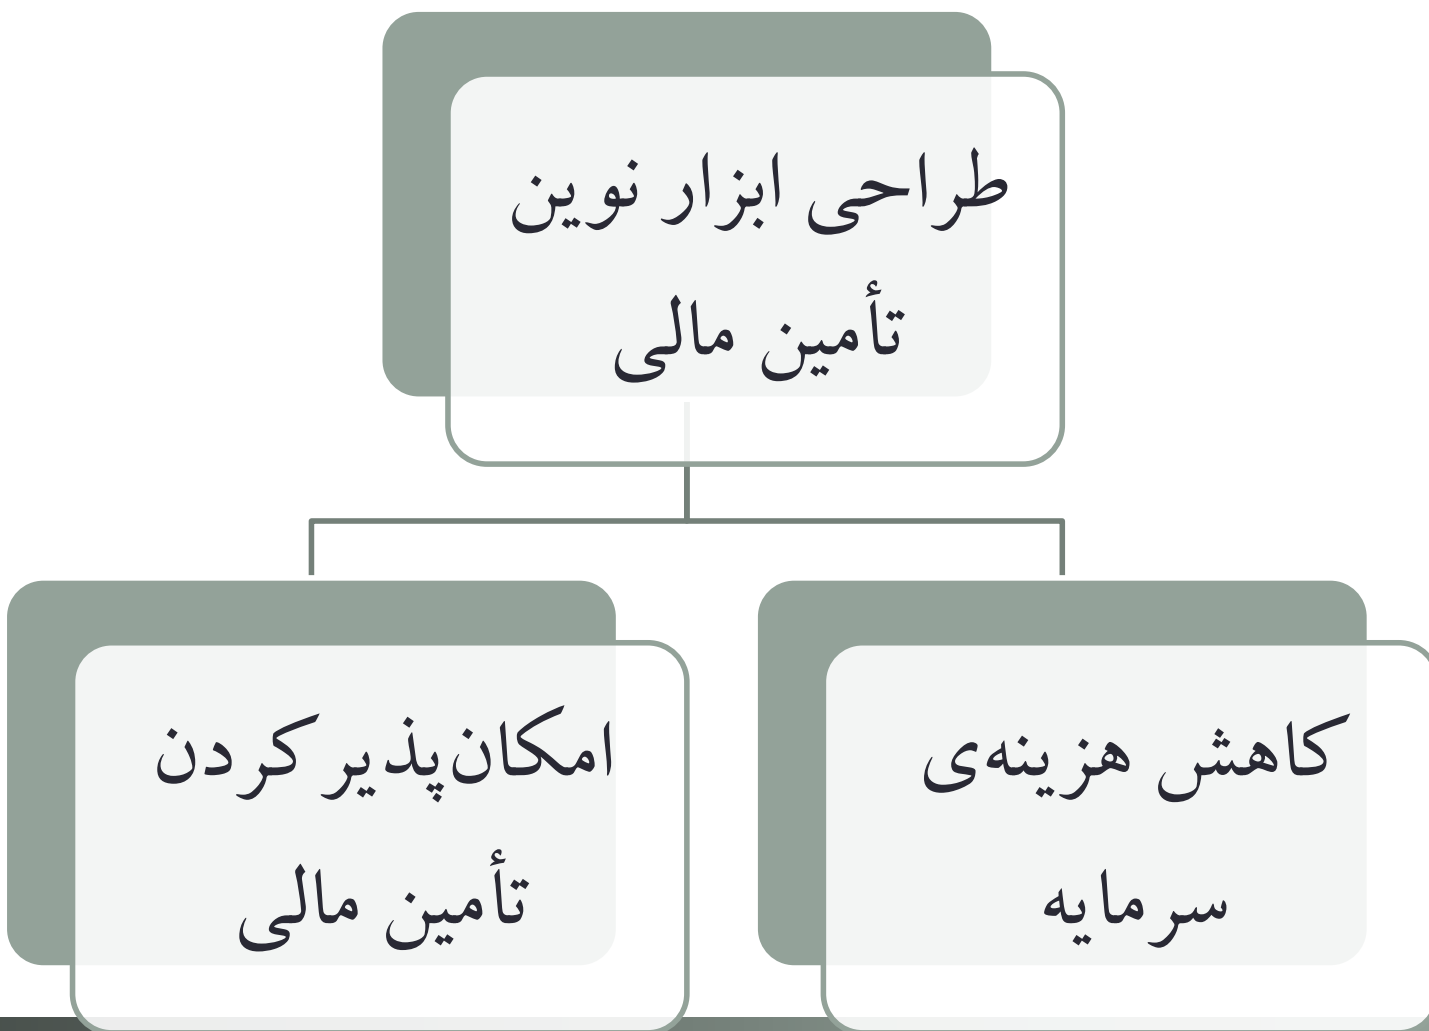 طراحی ابزار نوین
تأمین مالی
کاهش هزینه‌ی
سرمایه
امکان‌پذیر کردن
تأمین مالی